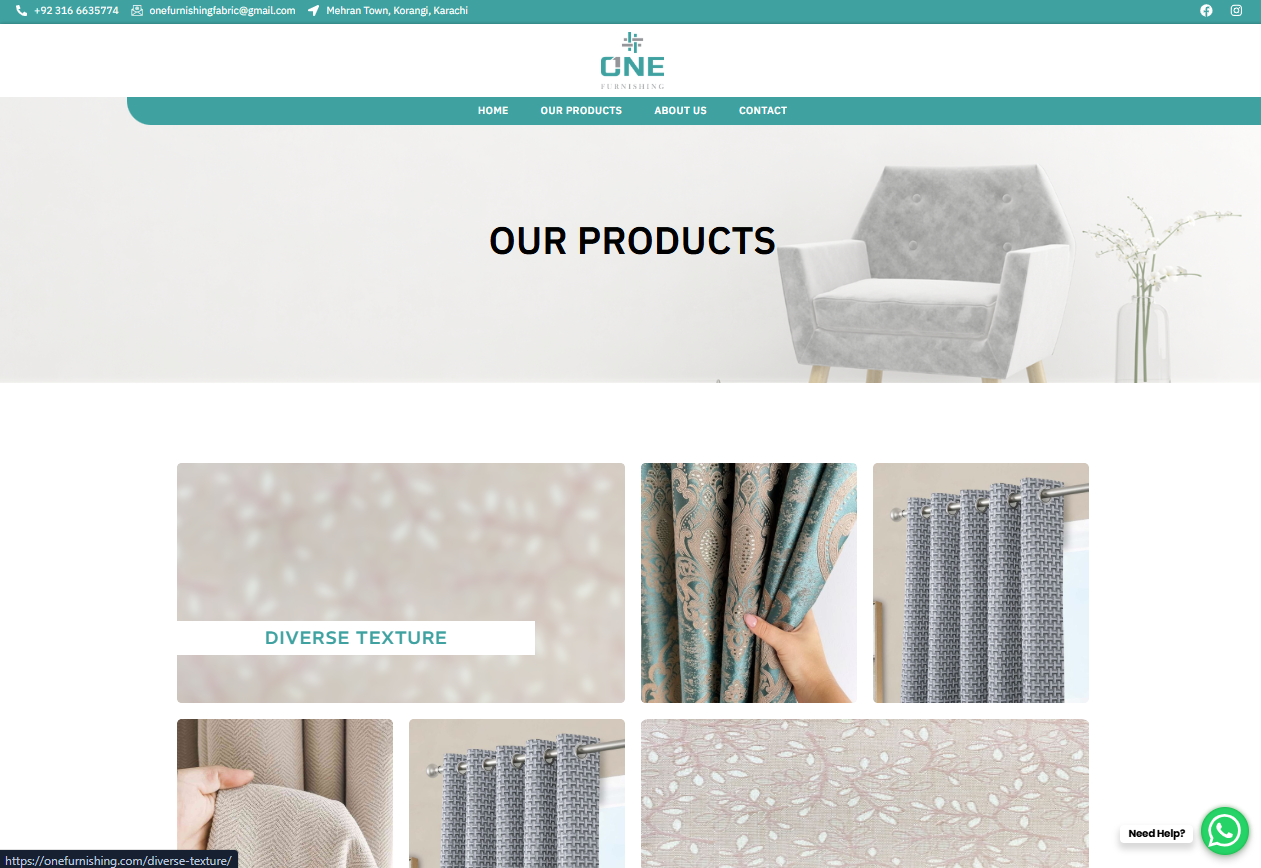 +92 316 6635774 onefurnishingfabric@gmail.com Mehran Town, Korangi, Karachi
ONE
FURNISHING
HOME OUR PRODUCTS ABOUT US CONTACT
OUR PRODUCTS
DIVERSE TEXTURE
Need Help?
https://onefurnishing.com/diverse-texture/